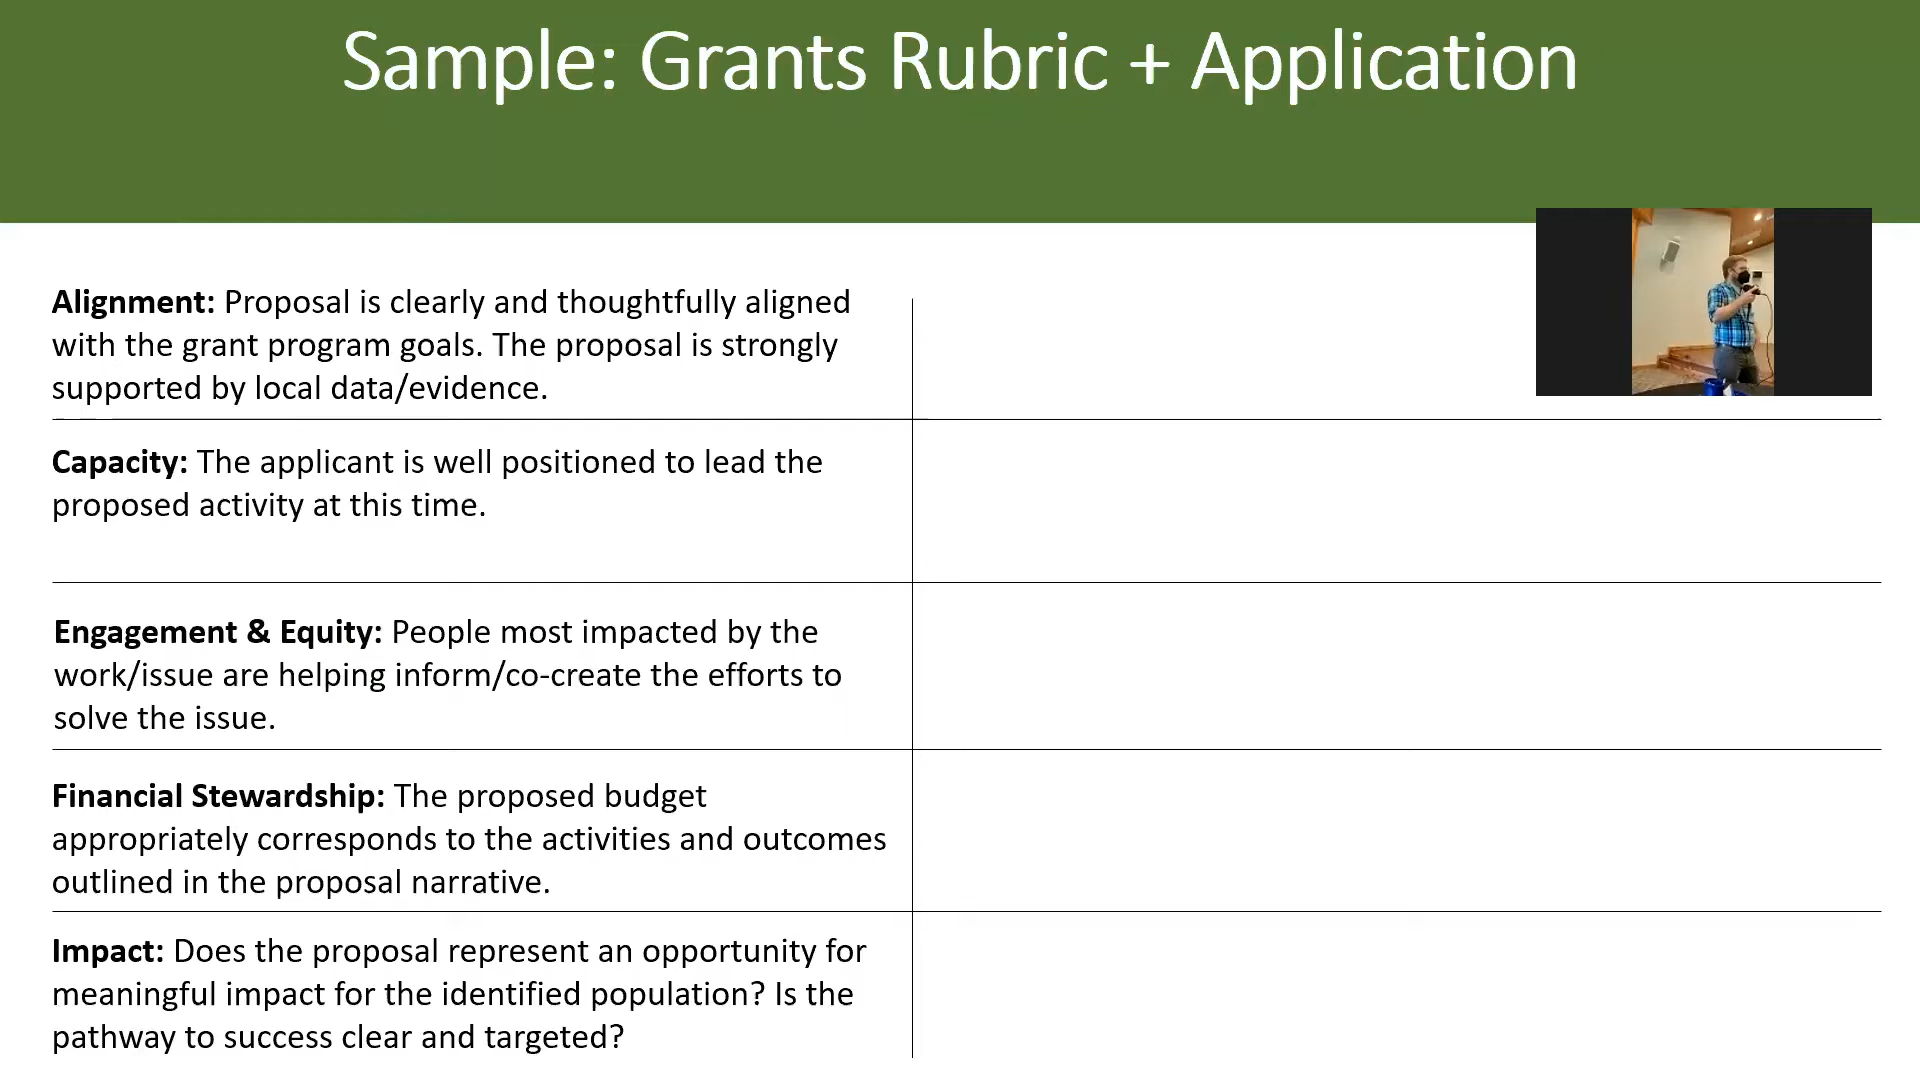 Sample: Grants Rubric + Application
Alignment: Proposal is clearly and thoughtfully aligned
with the grant program goals. The proposal is strongly
supported by local data/evidence.
Capacity: The applicant is well positioned to lead the
proposed activity at this time.
Engagement & Equity: People most impacted by the
work/issue are helping inform/co-create the efforts to
solve the issue.
Financial Stewardship: The proposed budget
appropriately corresponds to the activities and outcomes
outlined in the proposal narrative.
Impact: Does the proposal represent an opportunity for
meaningful impact for the identified population? Is the
pathway to success clear and targeted?